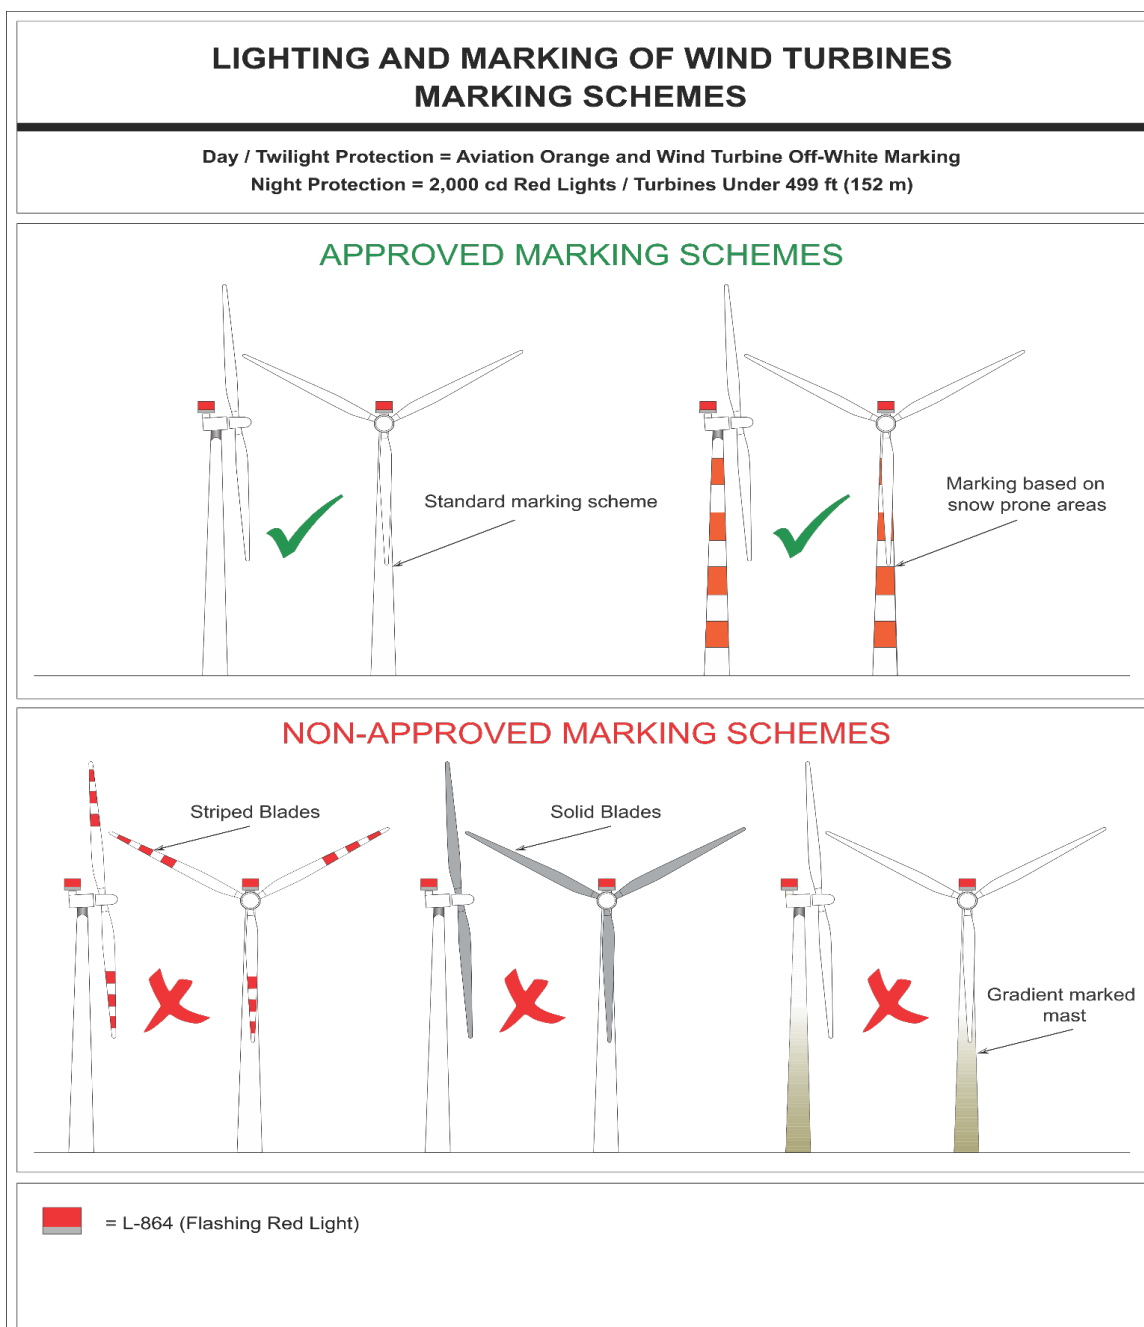 LIGHTING AND MARKING OF WIND TURBINES
MARKING SCHEMES
Day / Twilight Protection = Aviation Orange and Wind Turbine Off-White Marking
Night Protection = 2,000 cd Red Lights / Turbines Under 499 ft (152 m)
APPROVED MARKING SCHEMES
Standard marking scheme
Marking based on
snow prone areas
NON-APPROVED MARKING SCHEMES
Striped Blades
Solid Blades
Gradient marked
mast
= L-864 (Flashing Red Light)